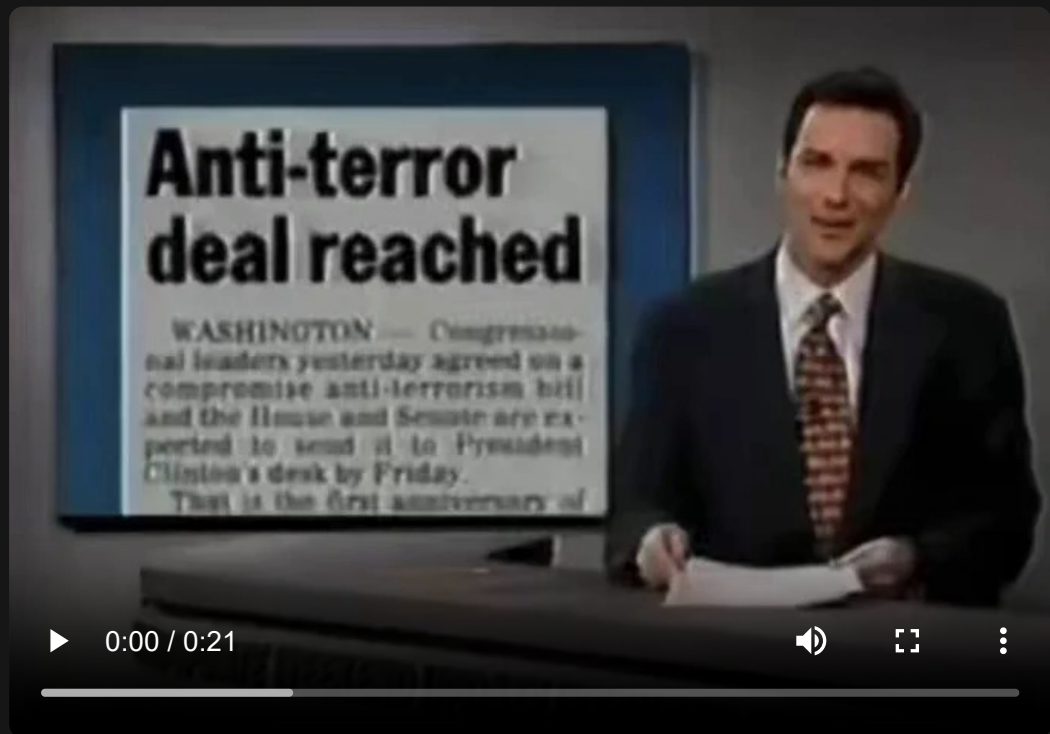 Anti-terror
deal reached
WASHINGTON — Congressio-
nal leaders yesterday agreed on a
compromise anti-terrorism bill
and the House and Senate are ex-
pected to send it to President
Clinton's desk by Friday.
That is the first anniversary of
0:00 / 0:21